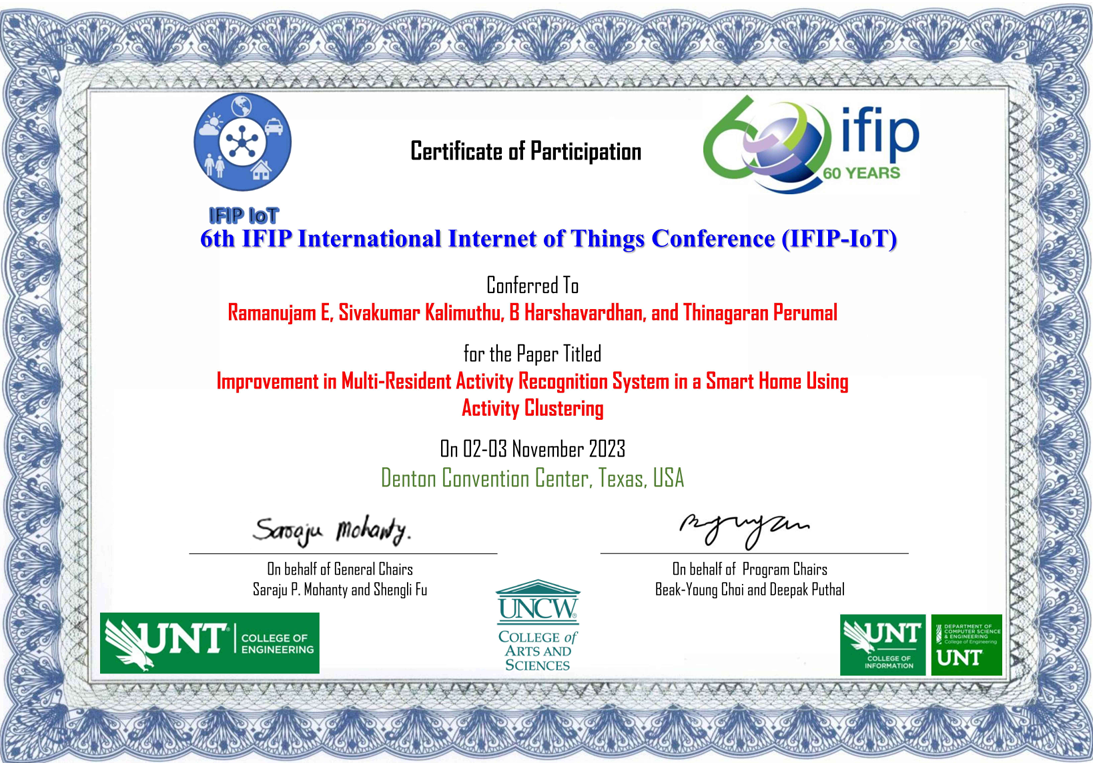 Certificate of Participation
ifip
60 YEARS
IFIP IoT
6th IFIP International Internet of Things Conference (IFIP-IoT)
Conferred To
Ramanujam E, Sivakumar Kalimuthu, B Harshavardhan, and Thinagaran Perumal
for the Paper Titled
Improvement in Multi-Resident Activity Recognition System in a Smart Home Using
Activity Clustering
On 02-03 November 2023
Denton Convention Center, Texas, USA
Saraju Mohanty.
On behalf of General Chairs
Saraju P. Mohanty and Shengli Fu
On behalf of Program Chairs
Beak-Young Choi and Deepak Puthal
UNT
COLLEGE OF
ENGINEERING
UNCW
COLLEGE of
ARTS AND
SCIENCES
UNT
COLLEGE OF
INFORMATION
DEPARTMENT OF
COMPUTER SCIENCE
& ENGINEERING
College of Engineering
UNT